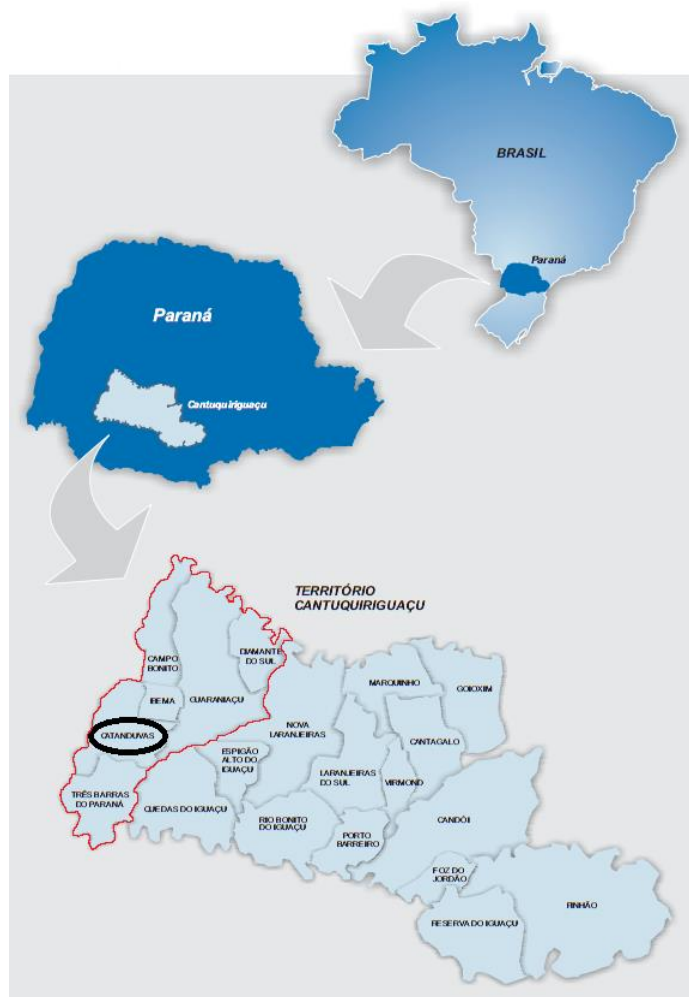 BRASIL
Paraná
Paraná
Cantuquiriguaçu
TERRITÓRIO
CANTUQUIRIGUAÇU
CAMPO
BONITO
DIAMANTE
DO SUL
IBEMA
GUARANIAÇU
MARQUINHO
GOIOXIM
CATANDUVAS
NOVA
LARANJEIRAS
CANTAGALO
ESPIGÃO
ALTO DO
IGUAÇU
LARANJEIRAS
DO SUL
VIRMOND
TRÊS BARRAS
DO PARANÁ
QUEDAS DO IGUAÇU
RIO BONITO
DO IGUAÇU
PORTO
BARREIRO
CANDÓI
FOZ DO
JORDÃO
RESERVA DO IGUAÇU
PINHÃO